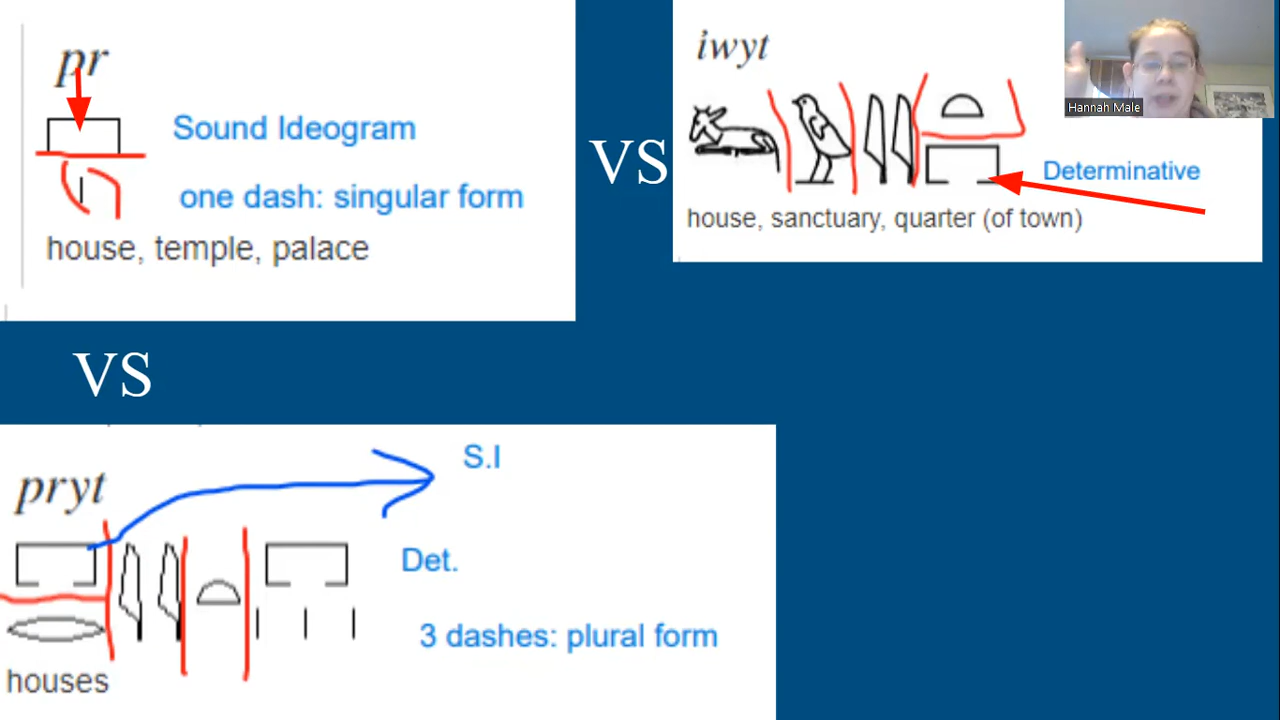 pr
Sound Ideogram
one dash: singular form
house, temple, palace
VS
iwyt
Hannah Male
Determinative
house, sanctuary, quarter (of town)
VS
pryt
S.I
Det.
3 dashes: plural form
houses